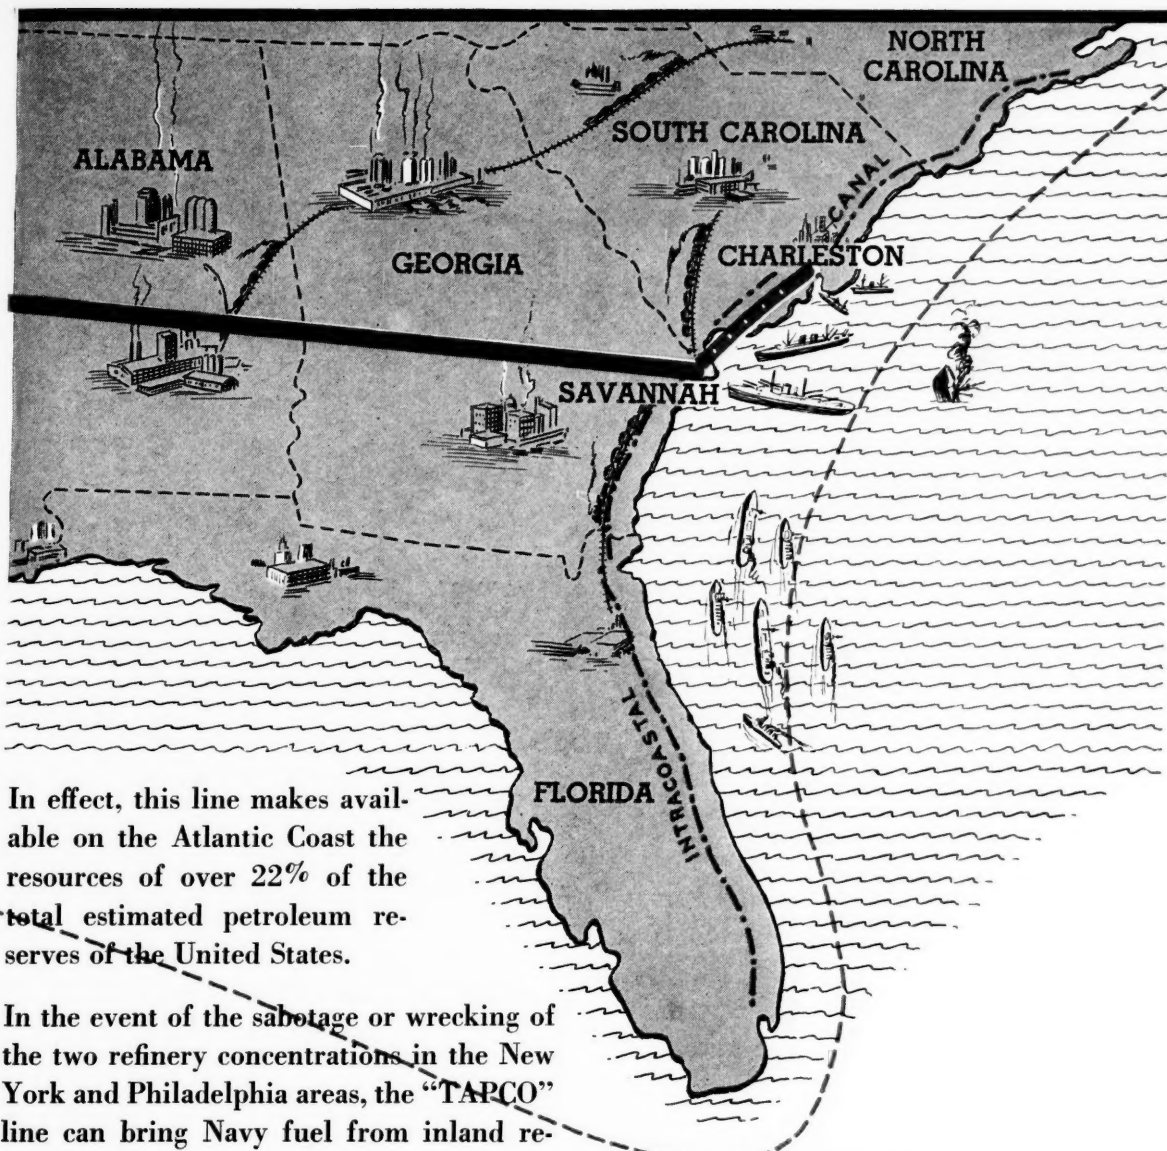 NORTH
CAROLINA
SOUTH CAROLINA
ALABAMA
CANAL
CHARLESTON
GEORGIA
SAVANNAH
INTRACOASTAL
FLORIDA
In effect, this line makes avail-
able on the Atlantic Coast the
resources of over 22% of the
total estimated petroleum re-
serves of the United States.
In the event of the sabotage or wrecking of
the two refinery concentrations in the New
York and Philadelphia areas, the “TAPCO”
line can bring Navy fuel from inland re-